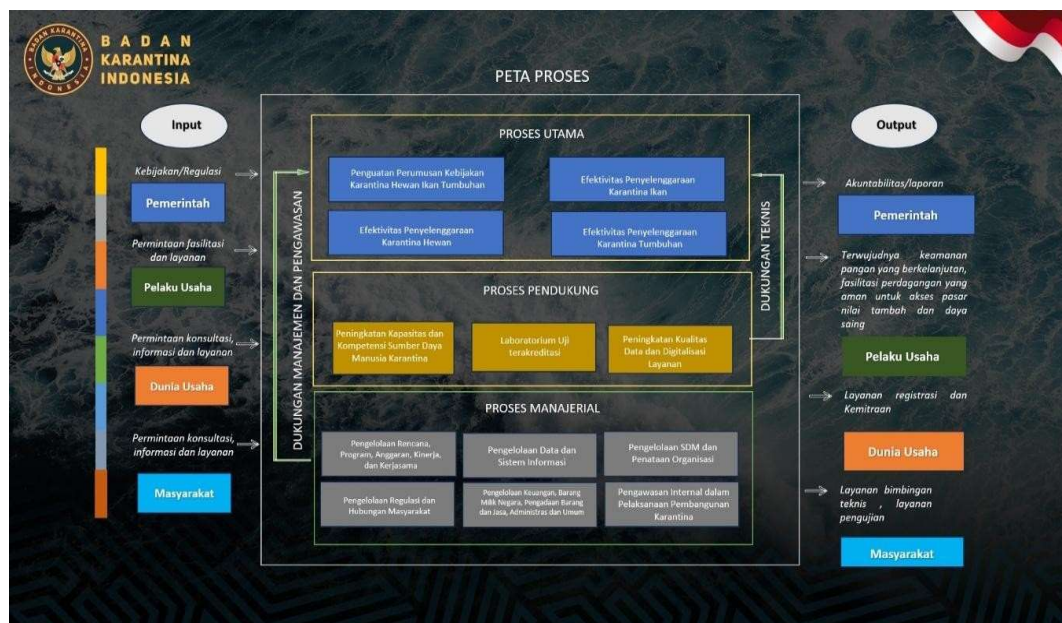 BADAN KARANTINA INDONESIA
BADAN
KARANTINA
INDONESIA
PETA PROSES
Input
Kebijakan/Regulasi
Pemerintah
Permintaan fasilitasi
dan layanan
Pelaku Usaha
Permintaan konsultasi,
informasi dan layanan
Dunia Usaha
Permintaan konsultasi,
informasi dan layanan
Masyarakat
DUKUNGAN MANAJEMEN DAN PENGAWASAN
PROSES UTAMA
Penguatan Perumusan Kebijakan
Karantina Hewan Ikan Tumbuhan
Efektivitas Penyelenggaraan
Karantina Ikan
Efektivitas Penyelenggaraan
Karantina Hewan
Efektivitas Penyelenggaraan
Karantina Tumbuhan
PROSES PENDUKUNG
Peningkatan Kapasitas dan
Kompetensi Sumber Daya
Manusia Karantina
Laboratorium Uji
terakreditasi
Peningkatan Kualitas
Data dan Digitalisasi
Layanan
PROSES MANAJERIAL
Pengelolaan Rencana,
Program, Anggaran, Kinerja,
dan Kerjasama
Pengelolaan Data dan
Sistem Informasi
Pengelolaan SDM dan
Penataan Organisasi
Pengelolaan Regulasi dan
Hubungan Masyarakat
Pengelolaan Keuangan, Barang
Milik Negara, Pengadaan Barang
dan Jasa, Administras dan Umum
Pengawasan Internal dalam
Pelaksanaan Pembangunan
Karantina
DUKUNGAN TEKNIS
Output
Akuntabilitas/laporan
Pemerintah
Terwujudnya keamanan
pangan yang berkelanjutan,
fasilitasi perdagangan yang
aman untuk akses pasar
nilai tambah dan daya
saing
Pelaku Usaha
Layanan registrasi dan
Kemitraan
Dunia Usaha
Layanan bimbingan
teknis , layanan
pengujian
Masyarakat